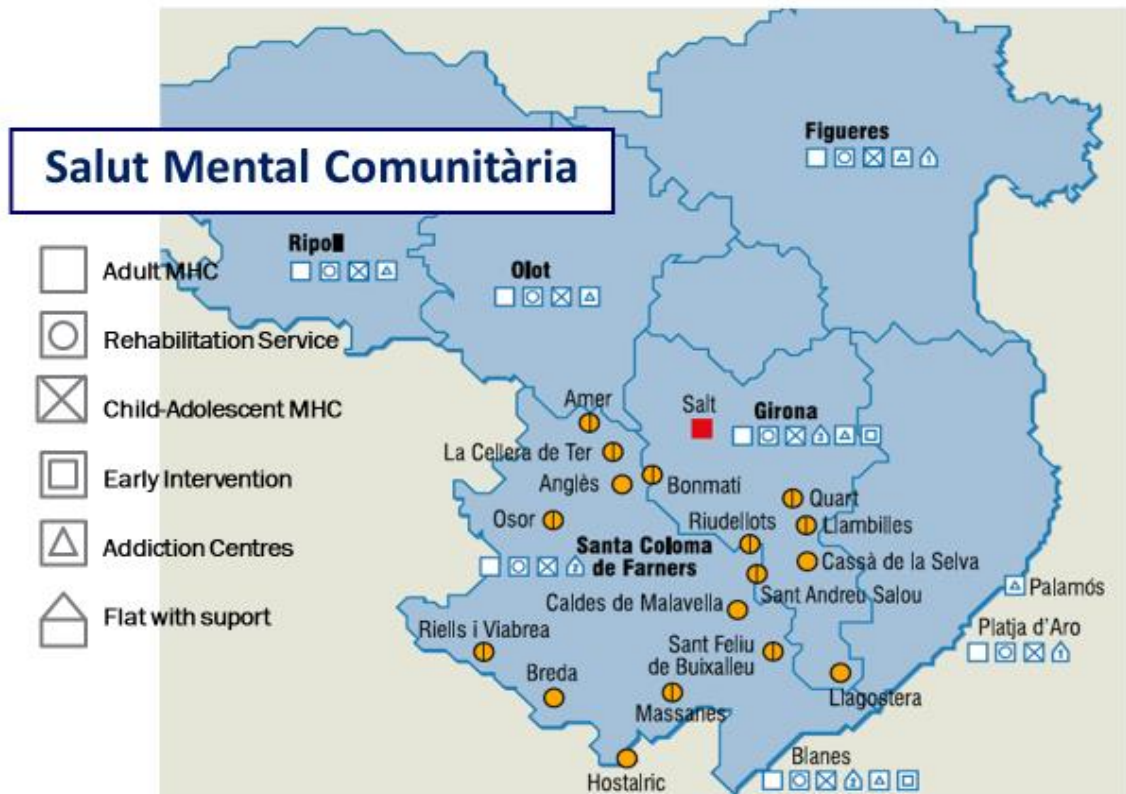 Salut Mental Comunitària
Adult MHC
Rehabilitation Service
Child-Adolescent MHC
Early Intervention
Addiction Centres
Flat with suport
Figueres
1
Ripoll
Olot
Amer
Salt
Girona
La Cellera de Ter
Anglès
Bonmatí
Quart
Osor
Riudellots
Llambilles
Santa Coloma
de Farners
Cassà de la Selva
Sant Andreu Salou
Palamós
Caldes de Malavella
Platja d'Aro
1
Riells i Viabrea
Sant Feliu
de Buixalleu
Breda
Massanes
Llagostera
Hostalric
Blanes